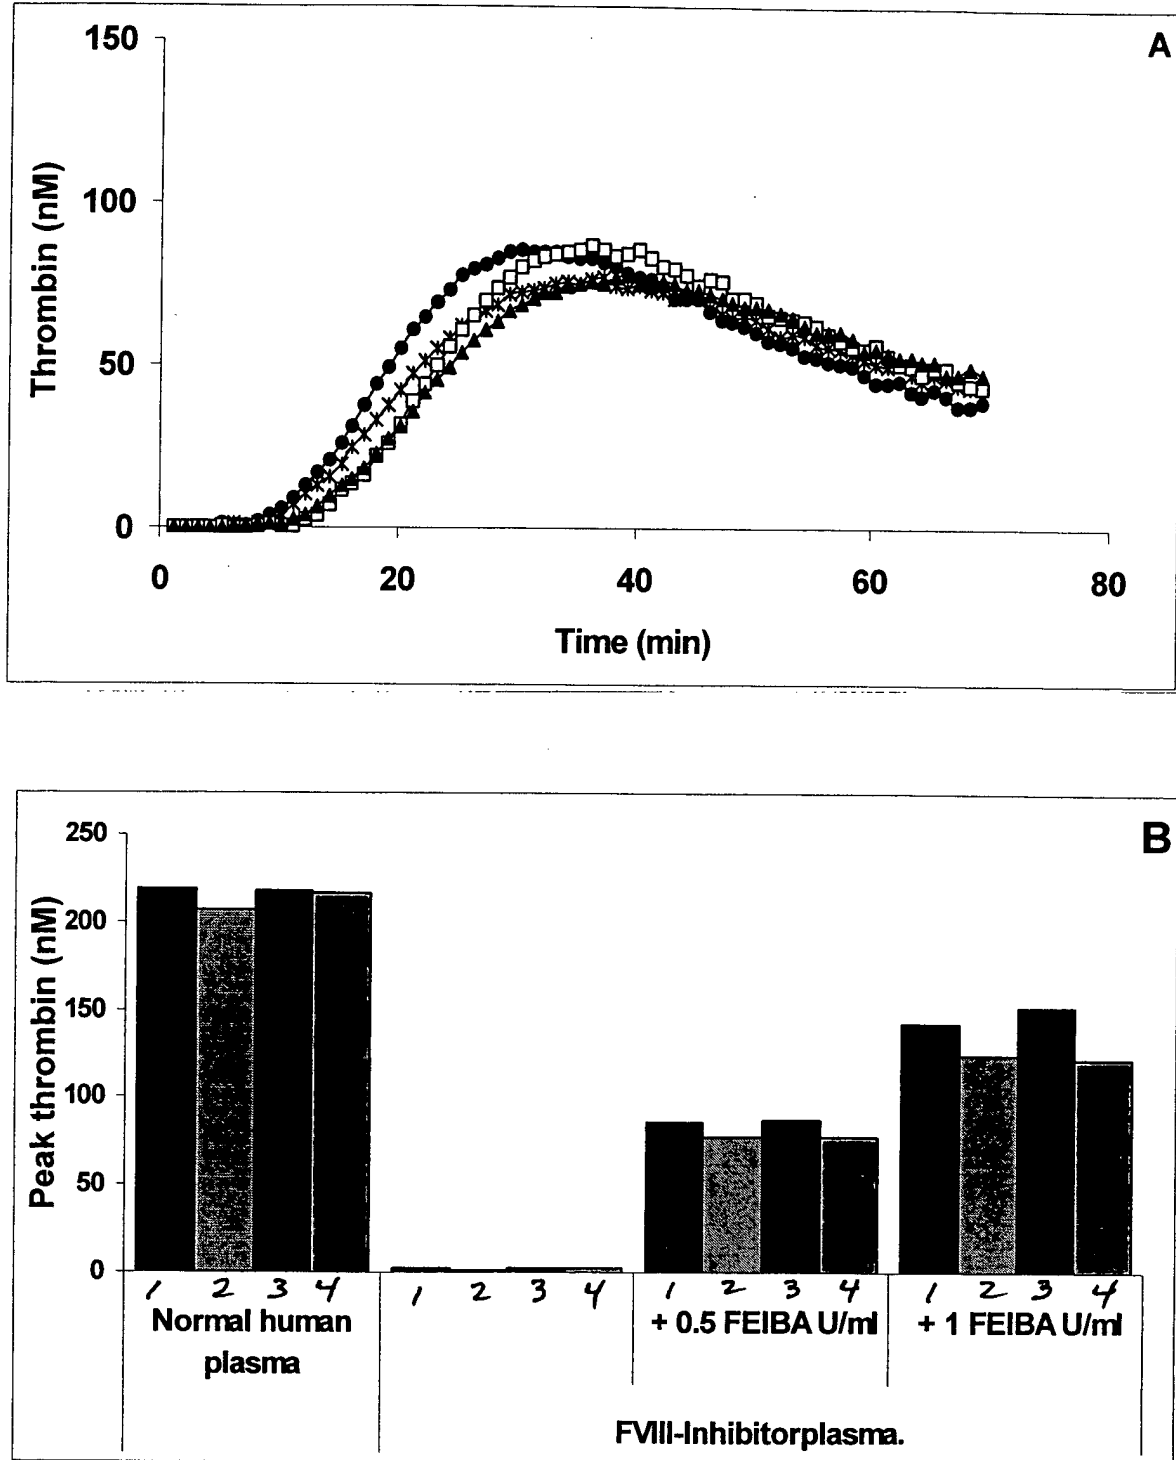 A
150
100
50
0
Thrombin (nM)
0 20 40 60 80
Time (min)
B
250
200
150
100
50
0
Peak thrombin (nM)
1 2 3 4 1 2 3 4 1 2 3 4 1 2 3 4
Normal human
plasma
+ 0.5 FEIBA U/ml
+ 1 FEIBA U/ml
FVIII-Inhibitorplasma.